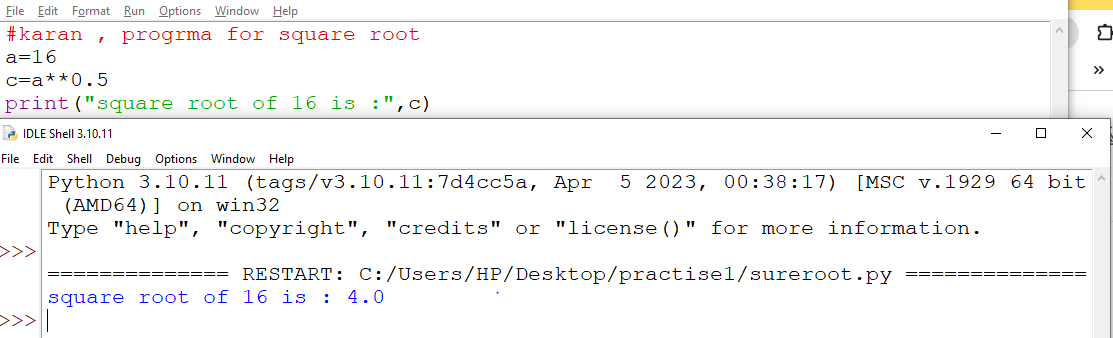 File Edit Format Run Options Window Help
#karan , progrma for square root
a=16
c=a**0.5
print("square root of 16 is :",c)
IDLE Shell 3.10.11
File Edit Shell Debug Options Window Help
Python 3.10.11 (tags/v3.10.11:7d4cc5a, Apr  5 2023, 00:38:17) [MSC v.1929 64 bit
(AMD64)] on win32
Type "help", "copyright", "credits" or "license()" for more information.
>>>
============== RESTART: C:/Users/HP/Desktop/practise1/sureroot.py ==============
square root of 16 is : 4.0
>>>